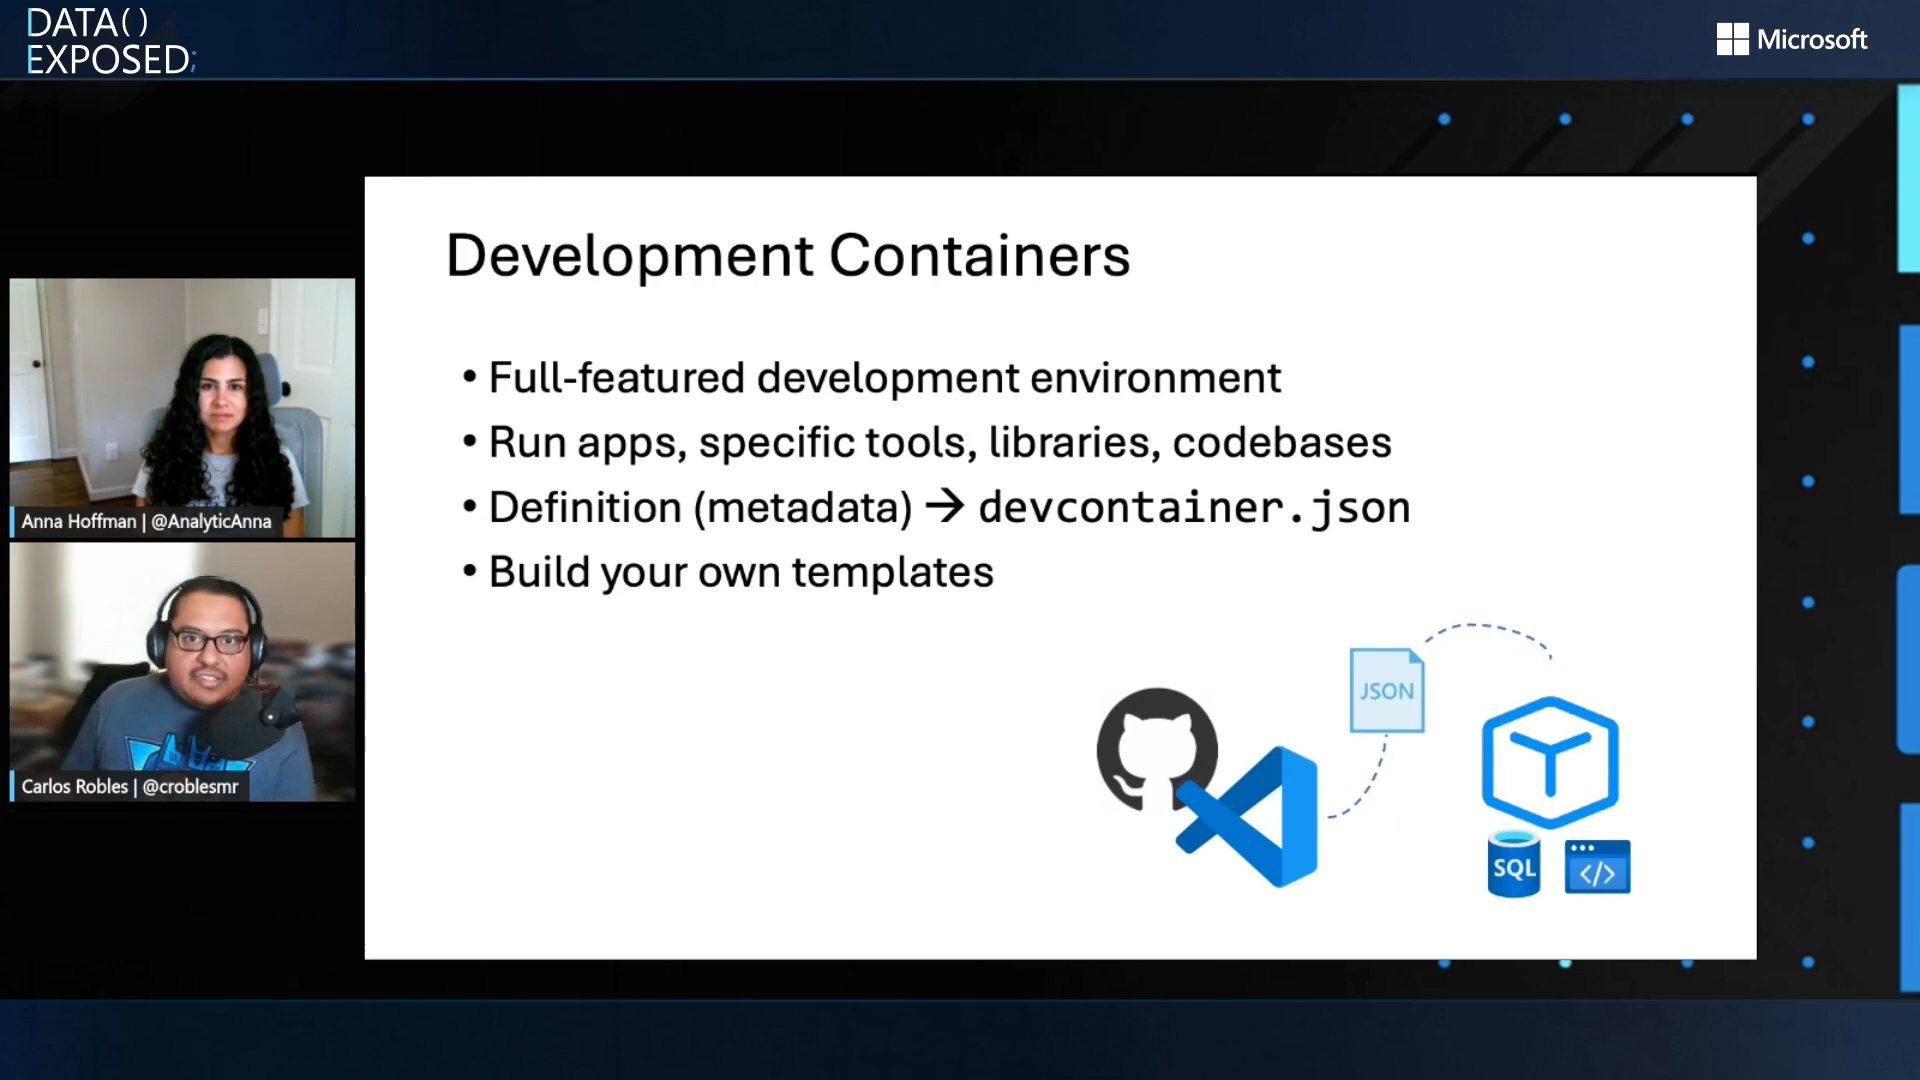 DATA()
EXPOSED;
Microsoft
Development Containers
• Full-featured development environment
• Run apps, specific tools, libraries, codebases
• Definition (metadata) → devcontainer.json
• Build your own templates
JSON
SQL
</>
Anna Hoffman | @AnalyticAnna
Carlos Robles | @croblesmr